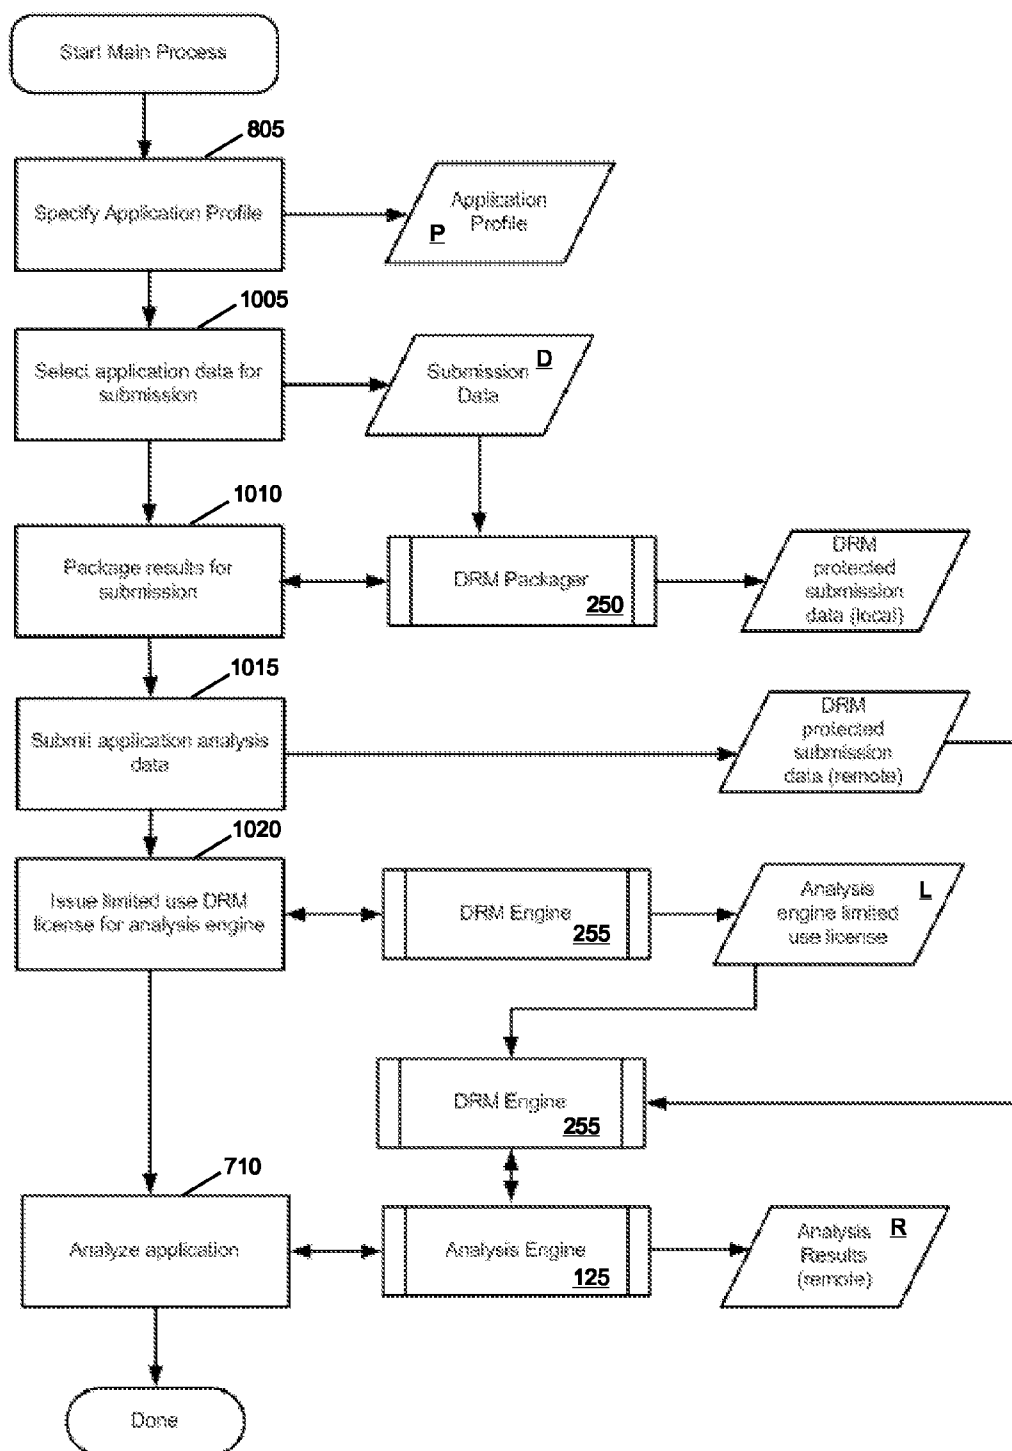 Start Main Process
805
Specify Application Profile
Application
Profile
P
1005
Select application data for
submission
Submission
Data
D
1010
Package results for
submission
DRM Packager
250
DRM
protected
submission
data (local)
1015
Submit application analysis
data
DRM
protected
submission
data (remote)
1020
Issue limited use DRM
license for analysis engine
DRM Engine
255
Analysis
engine limited
use license
L
DRM Engine
255
710
Analyze application
Analysis Engine
125
Analysis
Results
(remote)
R
Done